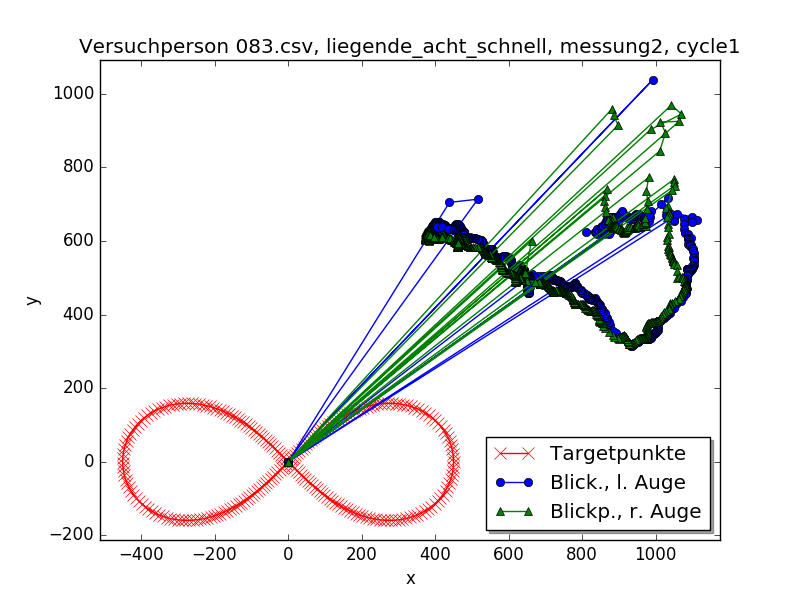 Versuchperson 083.csv, liegende_acht_schnell, messung2, cycle1
y
1000
800
600
400
200
0
−200
−400
−200
0
200
400
600
800
1000
x
Targetpunkte
Blick., l. Auge
Blickp., r. Auge